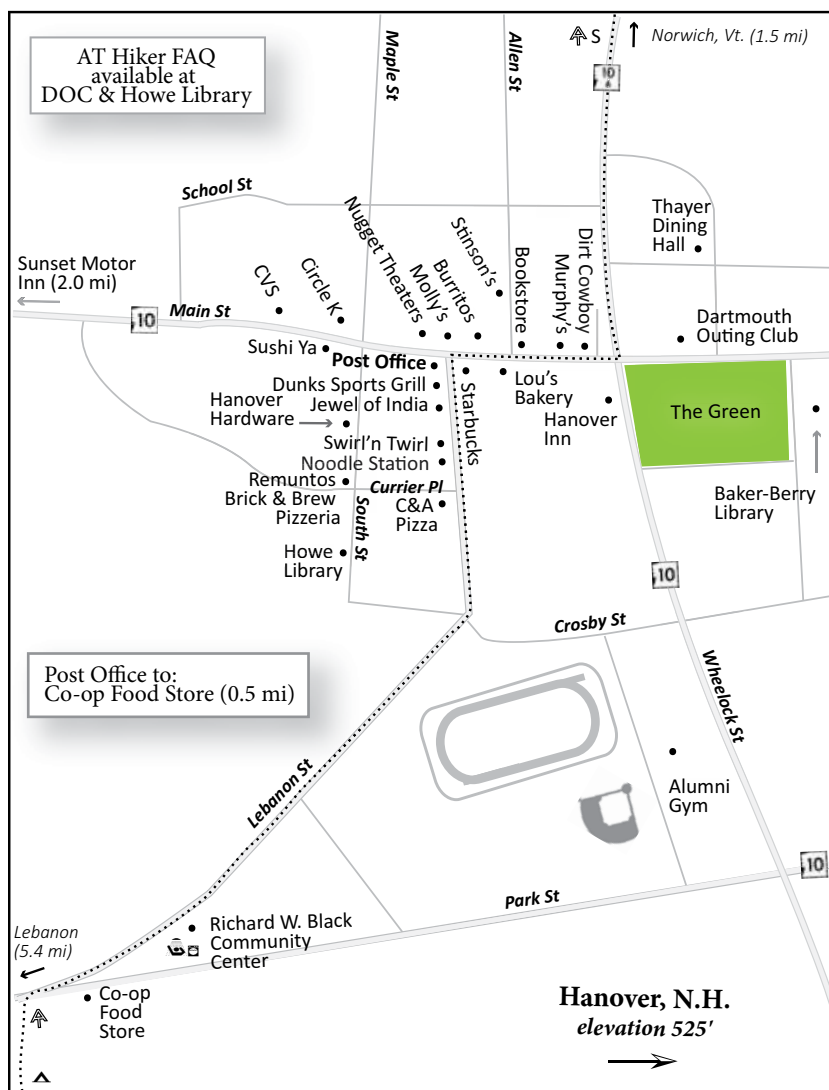 AT Hiker FAQ
available at
DOC & Howe Library
Maple St
Allen St
S
Norwich, Vt. (1.5 mi)
10
School St
Thayer
Dining
Hall
Sunset Motor
Inn (2.0 mi)
CVS
Circle K
Nugget Theaters
Molly's
Burritos
Stinson's
Bookstore
Murphy's
Dirt Cowboy
Main St
10
Dartmouth
Outing Club
Sushi Ya
Post Office
Dunks Sports Grill
Jewel of India
Hanover
Hardware
Starbucks
Lou's
Bakery
Hanover
Inn
The Green
Swirl'n Twirl
Noodle Station
Remuntos
Brick & Brew
Pizzeria
Currier Pl
South St
C&A
Pizza
Baker-Berry
Library
Howe
Library
10
Crosby St
Post Office to:
Co-op Food Store (0.5 mi)
Wheelock St
Lebanon St
Alumni
Gym
10
Park St
Lebanon
(5.4 mi)
Richard W. Black
Community
Center
Co-op
Food
Store
Hanover, N.H.
elevation 525'